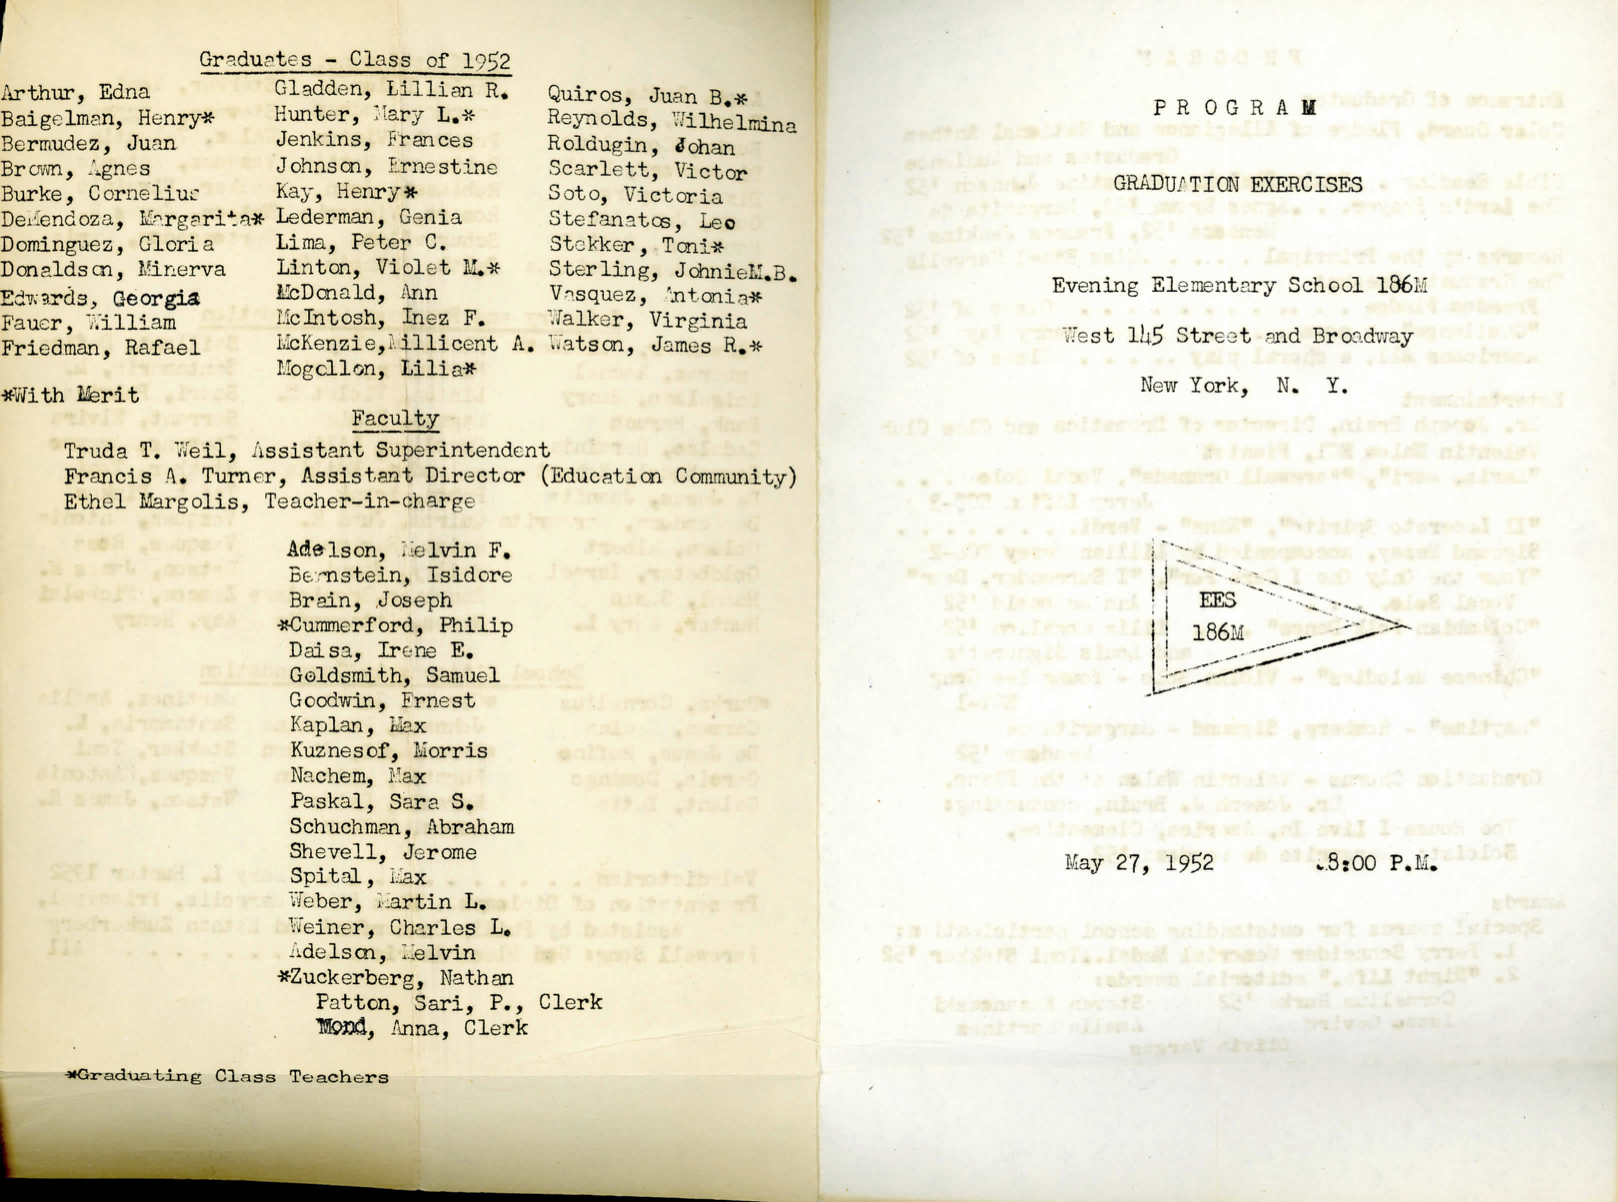 Graduates - Class of 1952
Arthur, Edna
Baigelman, Henry*
Bermudez, Juan
Brown, Agnes
Burke, Cornelius
DeMendoza, Margarita*
Dominguez, Gloria
Donaldson, Minerva
Edwards, Georgia
Fauer, William
Friedman, Rafael
*With Merit
Gladden, Lillian R.
Hunter, Mary L.*
Jenkins, Frances
Johnson, Ernestine
Kay, Henry*
Lederman, Genia
Lima, Peter C.
Linton, Violet M.*
McDonald, Ann
McIntosh, Inez F.
McKenzie, Millicent A.
Mogollon, Lilia*
Quiros, Juan B.*
Reynolds, Wilhelmina
Roldugin, Johan
Scarlett, Victor
Soto, Victoria
Stefanatos, Leo
Stekker, Toni*
Sterling, JohnieM.B.
Vasquez, Antonia*
Walker, Virginia
Watson, James R.*
Faculty
Truda T. Weil, Assistant Superintendent
Francis A. Turner, Assistant Director (Education Community)
Ethel Margolis, Teacher-in-charge
Adelson, Melvin F.
Bernstein, Isidore
Brain, Joseph
*Cummerford, Philip
Daisa, Irene E.
Goldsmith, Samuel
Goodwin, Ernest
Kaplan, Max
Kuznesof, Morris
Nachem, Max
Paskal, Sara S.
Schuchman, Abraham
Shevell, Jerome
Spital, Max
Weber, Martin L.
Weiner, Charles L.
Adelson, Melvin
*Zuckerberg, Nathan
Patton, Sari, P., Clerk
Mond, Anna, Clerk
*Graduating Class Teachers
PROGRAM
GRADUATION EXERCISES
Evening Elementary School 186M
West 145 Street and Broadway
New York, N. Y.
EES
186M
May 27, 1952 8:00 P.M.